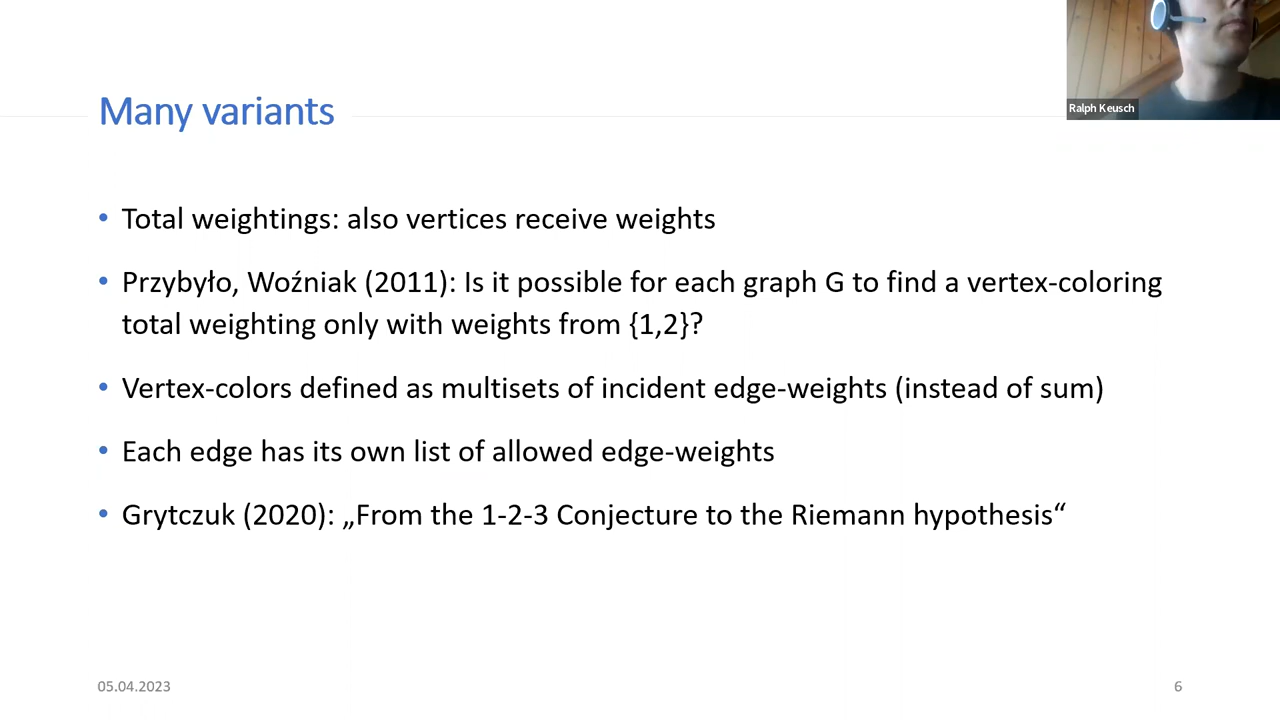 Ralph Keusch
Many variants
• Total weightings: also vertices receive weights
• Przybyło, Woźniak (2011): Is it possible for each graph G to find a vertex-coloring
total weighting only with weights from {1,2}?
• Vertex-colors defined as multisets of incident edge-weights (instead of sum)
• Each edge has its own list of allowed edge-weights
• Grytczuk (2020): „From the 1-2-3 Conjecture to the Riemann hypothesis“
05.04.2023
6